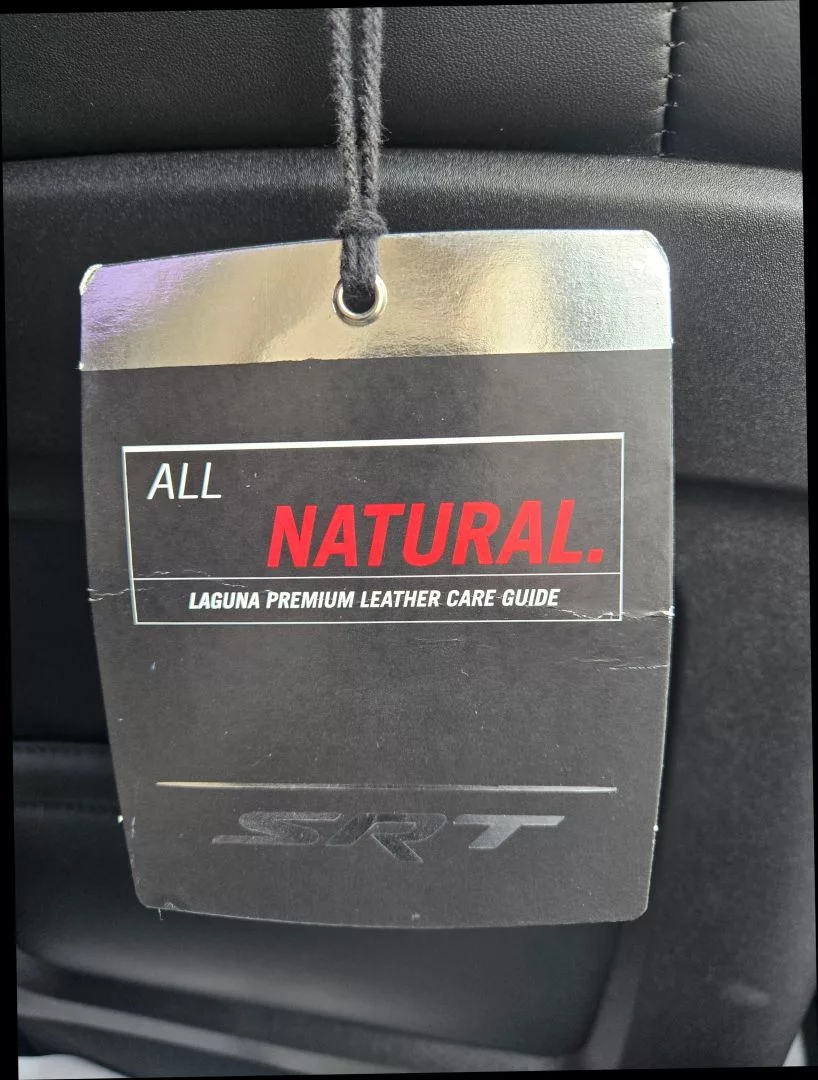 ALL
NATURAL.
LAGUNA PREMIUM LEATHER CARE GUIDE
SRT